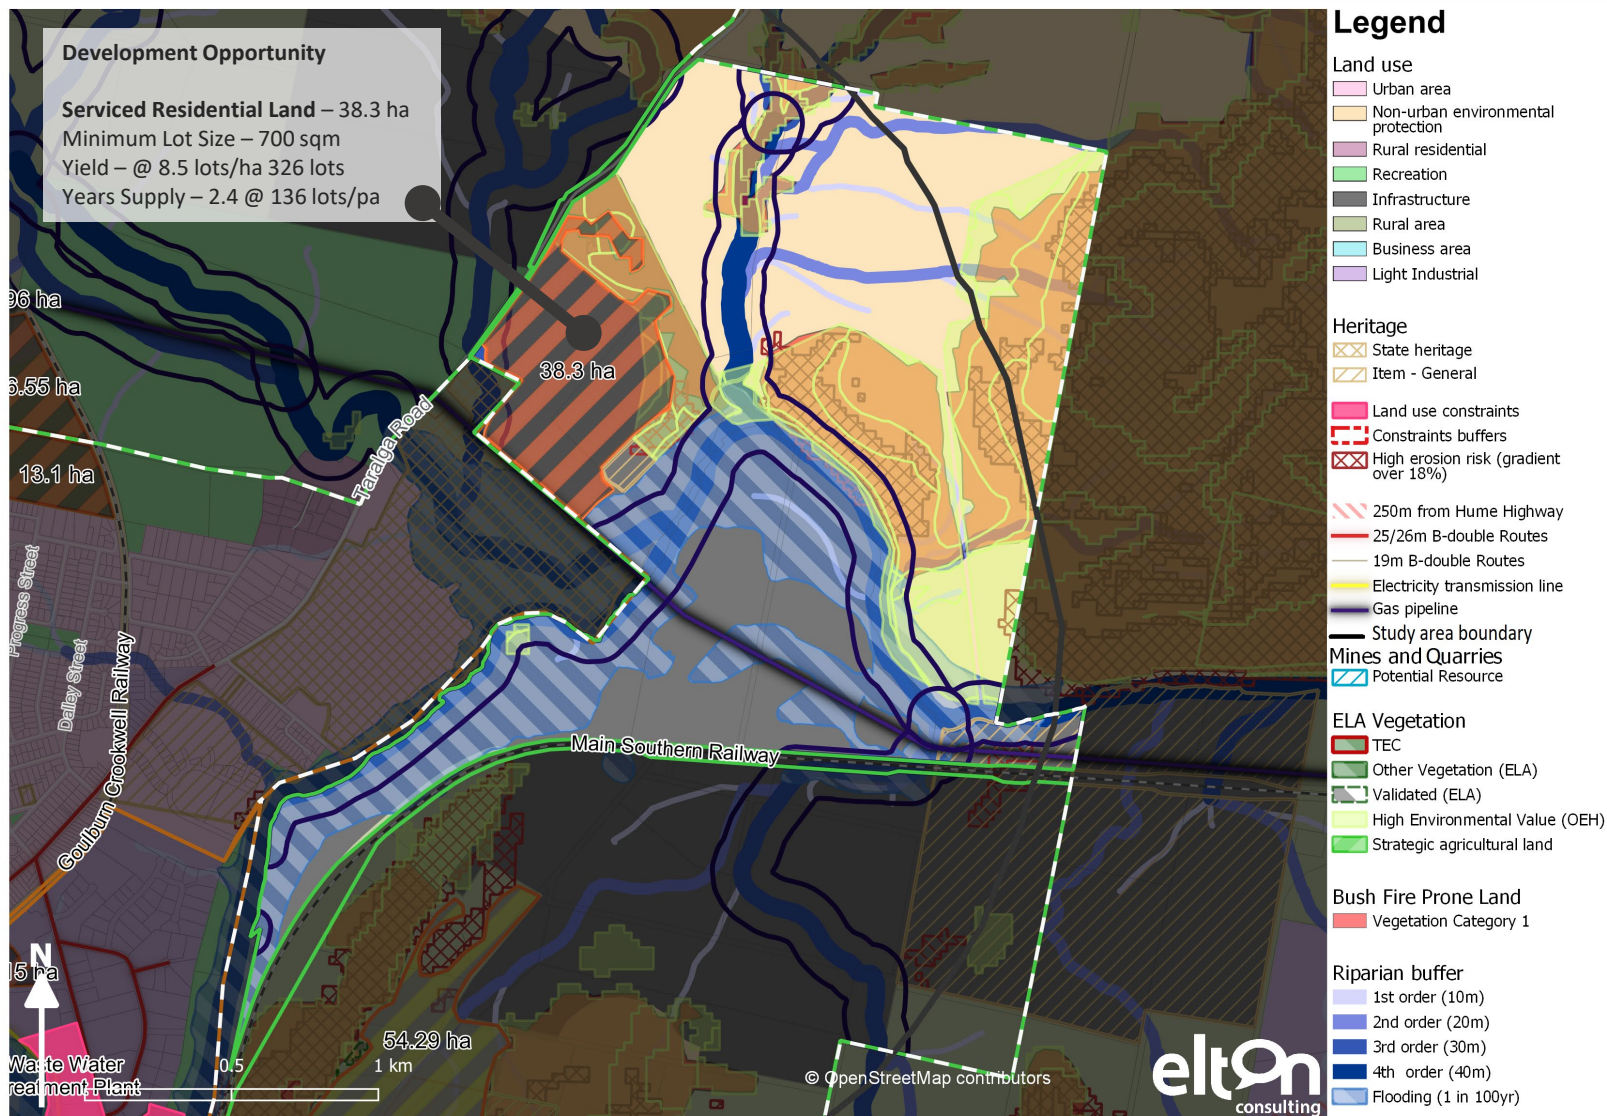 Development Opportunity
Serviced Residential Land – 38.3 ha
Minimum Lot Size – 700 sqm
Yield – @ 8.5 lots/ha 326 lots
Years Supply – 2.4 @ 136 lots/pa
96 ha
6.55 ha
13.1 ha
38.3 ha
Taralga Road
Progress Street
Dalley Street
Goulburn Crookwell Railway
Main Southern Railway
N
15 ha
54.29 ha
Waste Water
reatment Plant
0.5
1 km
© OpenStreetMap contributors
elton
consulting
Legend
Land use
Urban area
Non-urban environmental
protection
Rural residential
Recreation
Infrastructure
Rural area
Business area
Light Industrial
Heritage
State heritage
Item - General
Land use constraints
Constraints buffers
High erosion risk (gradient
over 18%)
250m from Hume Highway
25/26m B-double Routes
19m B-double Routes
Electricity transmission line
Gas pipeline
Study area boundary
Mines and Quarries
Potential Resource
ELA Vegetation
TEC
Other Vegetation (ELA)
Validated (ELA)
High Environmental Value (OEH)
Strategic agricultural land
Bush Fire Prone Land
Vegetation Category 1
Riparian buffer
1st order (10m)
2nd order (20m)
3rd order (30m)
4th order (40m)
Flooding (1 in 100yr)